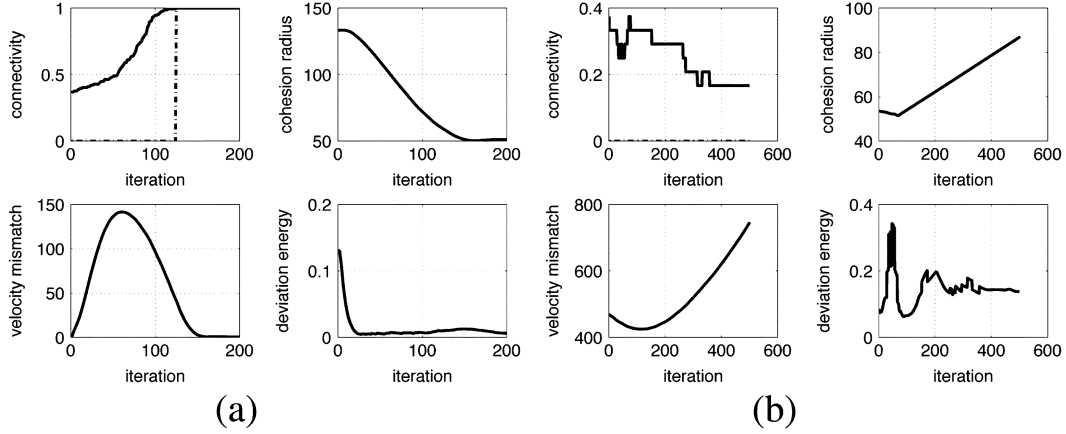 connectivity
1
0.5
0
0 100 200
iteration
cohesion radius
150
100
50
0 100 200
iteration
velocity mismatch
150
100
50
0
0 100 200
iteration
deviation energy
0.2
0.1
0
0 100 200
iteration
(a)
connectivity
0.4
0.2
0
0 200 400 600
iteration
cohesion radius
100
80
60
40
0 200 400 600
iteration
velocity mismatch
800
600
400
0 200 400 600
iteration
deviation energy
0.4
0.2
0
0 200 400 600
iteration
(b)